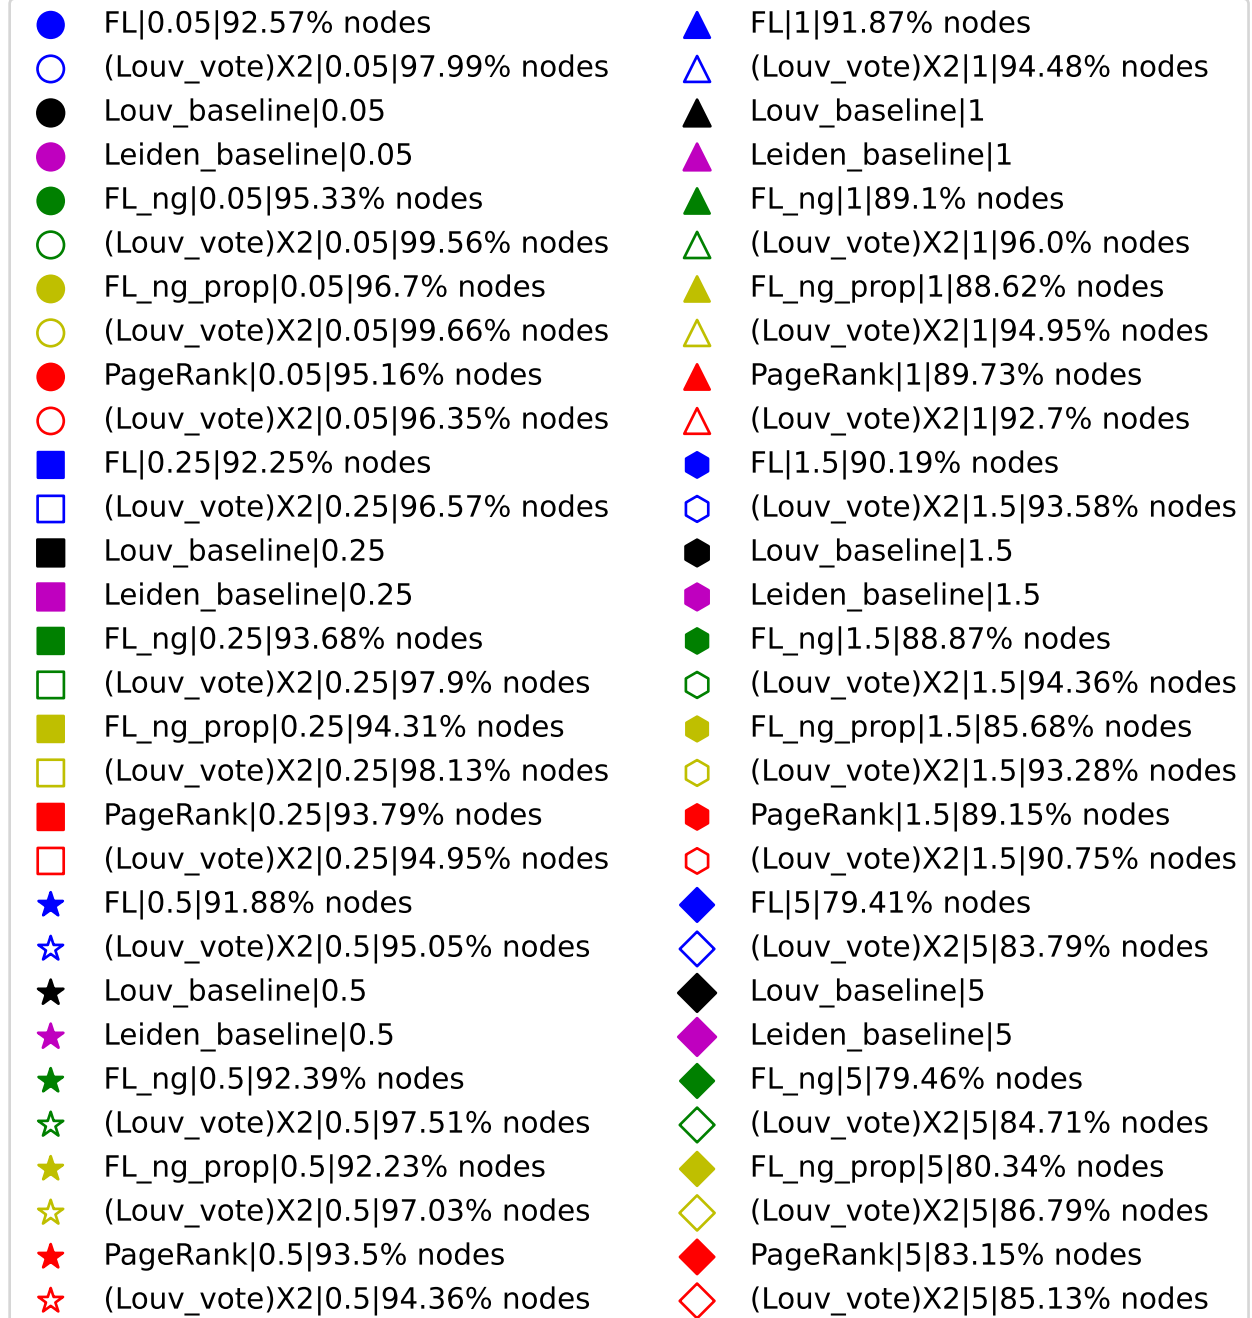 FL|0.05|92.57% nodes
(Louv_vote)X2|0.05|97.99% nodes
Louv_baseline|0.05
Leiden_baseline|0.05
FL_ng|0.05|95.33% nodes
(Louv_vote)X2|0.05|99.56% nodes
FL_ng_prop|0.05|96.7% nodes
(Louv_vote)X2|0.05|99.66% nodes
PageRank|0.05|95.16% nodes
(Louv_vote)X2|0.05|96.35% nodes
FL|0.25|92.25% nodes
(Louv_vote)X2|0.25|96.57% nodes
Louv_baseline|0.25
Leiden_baseline|0.25
FL_ng|0.25|93.68% nodes
(Louv_vote)X2|0.25|97.9% nodes
FL_ng_prop|0.25|94.31% nodes
(Louv_vote)X2|0.25|98.13% nodes
PageRank|0.25|93.79% nodes
(Louv_vote)X2|0.25|94.95% nodes
FL|0.5|91.88% nodes
(Louv_vote)X2|0.5|95.05% nodes
Louv_baseline|0.5
Leiden_baseline|0.5
FL_ng|0.5|92.39% nodes
(Louv_vote)X2|0.5|97.51% nodes
FL_ng_prop|0.5|92.23% nodes
(Louv_vote)X2|0.5|97.03% nodes
PageRank|0.5|93.5% nodes
(Louv_vote)X2|0.5|94.36% nodes
FL|1|91.87% nodes
(Louv_vote)X2|1|94.48% nodes
Louv_baseline|1
Leiden_baseline|1
FL_ng|1|89.1% nodes
(Louv_vote)X2|1|96.0% nodes
FL_ng_prop|1|88.62% nodes
(Louv_vote)X2|1|94.95% nodes
PageRank|1|89.73% nodes
(Louv_vote)X2|1|92.7% nodes
FL|1.5|90.19% nodes
(Louv_vote)X2|1.5|93.58% nodes
Louv_baseline|1.5
Leiden_baseline|1.5
FL_ng|1.5|88.87% nodes
(Louv_vote)X2|1.5|94.36% nodes
FL_ng_prop|1.5|85.68% nodes
(Louv_vote)X2|1.5|93.28% nodes
PageRank|1.5|89.15% nodes
(Louv_vote)X2|1.5|90.75% nodes
FL|5|79.41% nodes
(Louv_vote)X2|5|83.79% nodes
Louv_baseline|5
Leiden_baseline|5
FL_ng|5|79.46% nodes
(Louv_vote)X2|5|84.71% nodes
FL_ng_prop|5|80.34% nodes
(Louv_vote)X2|5|86.79% nodes
PageRank|5|83.15% nodes
(Louv_vote)X2|5|85.13% nodes